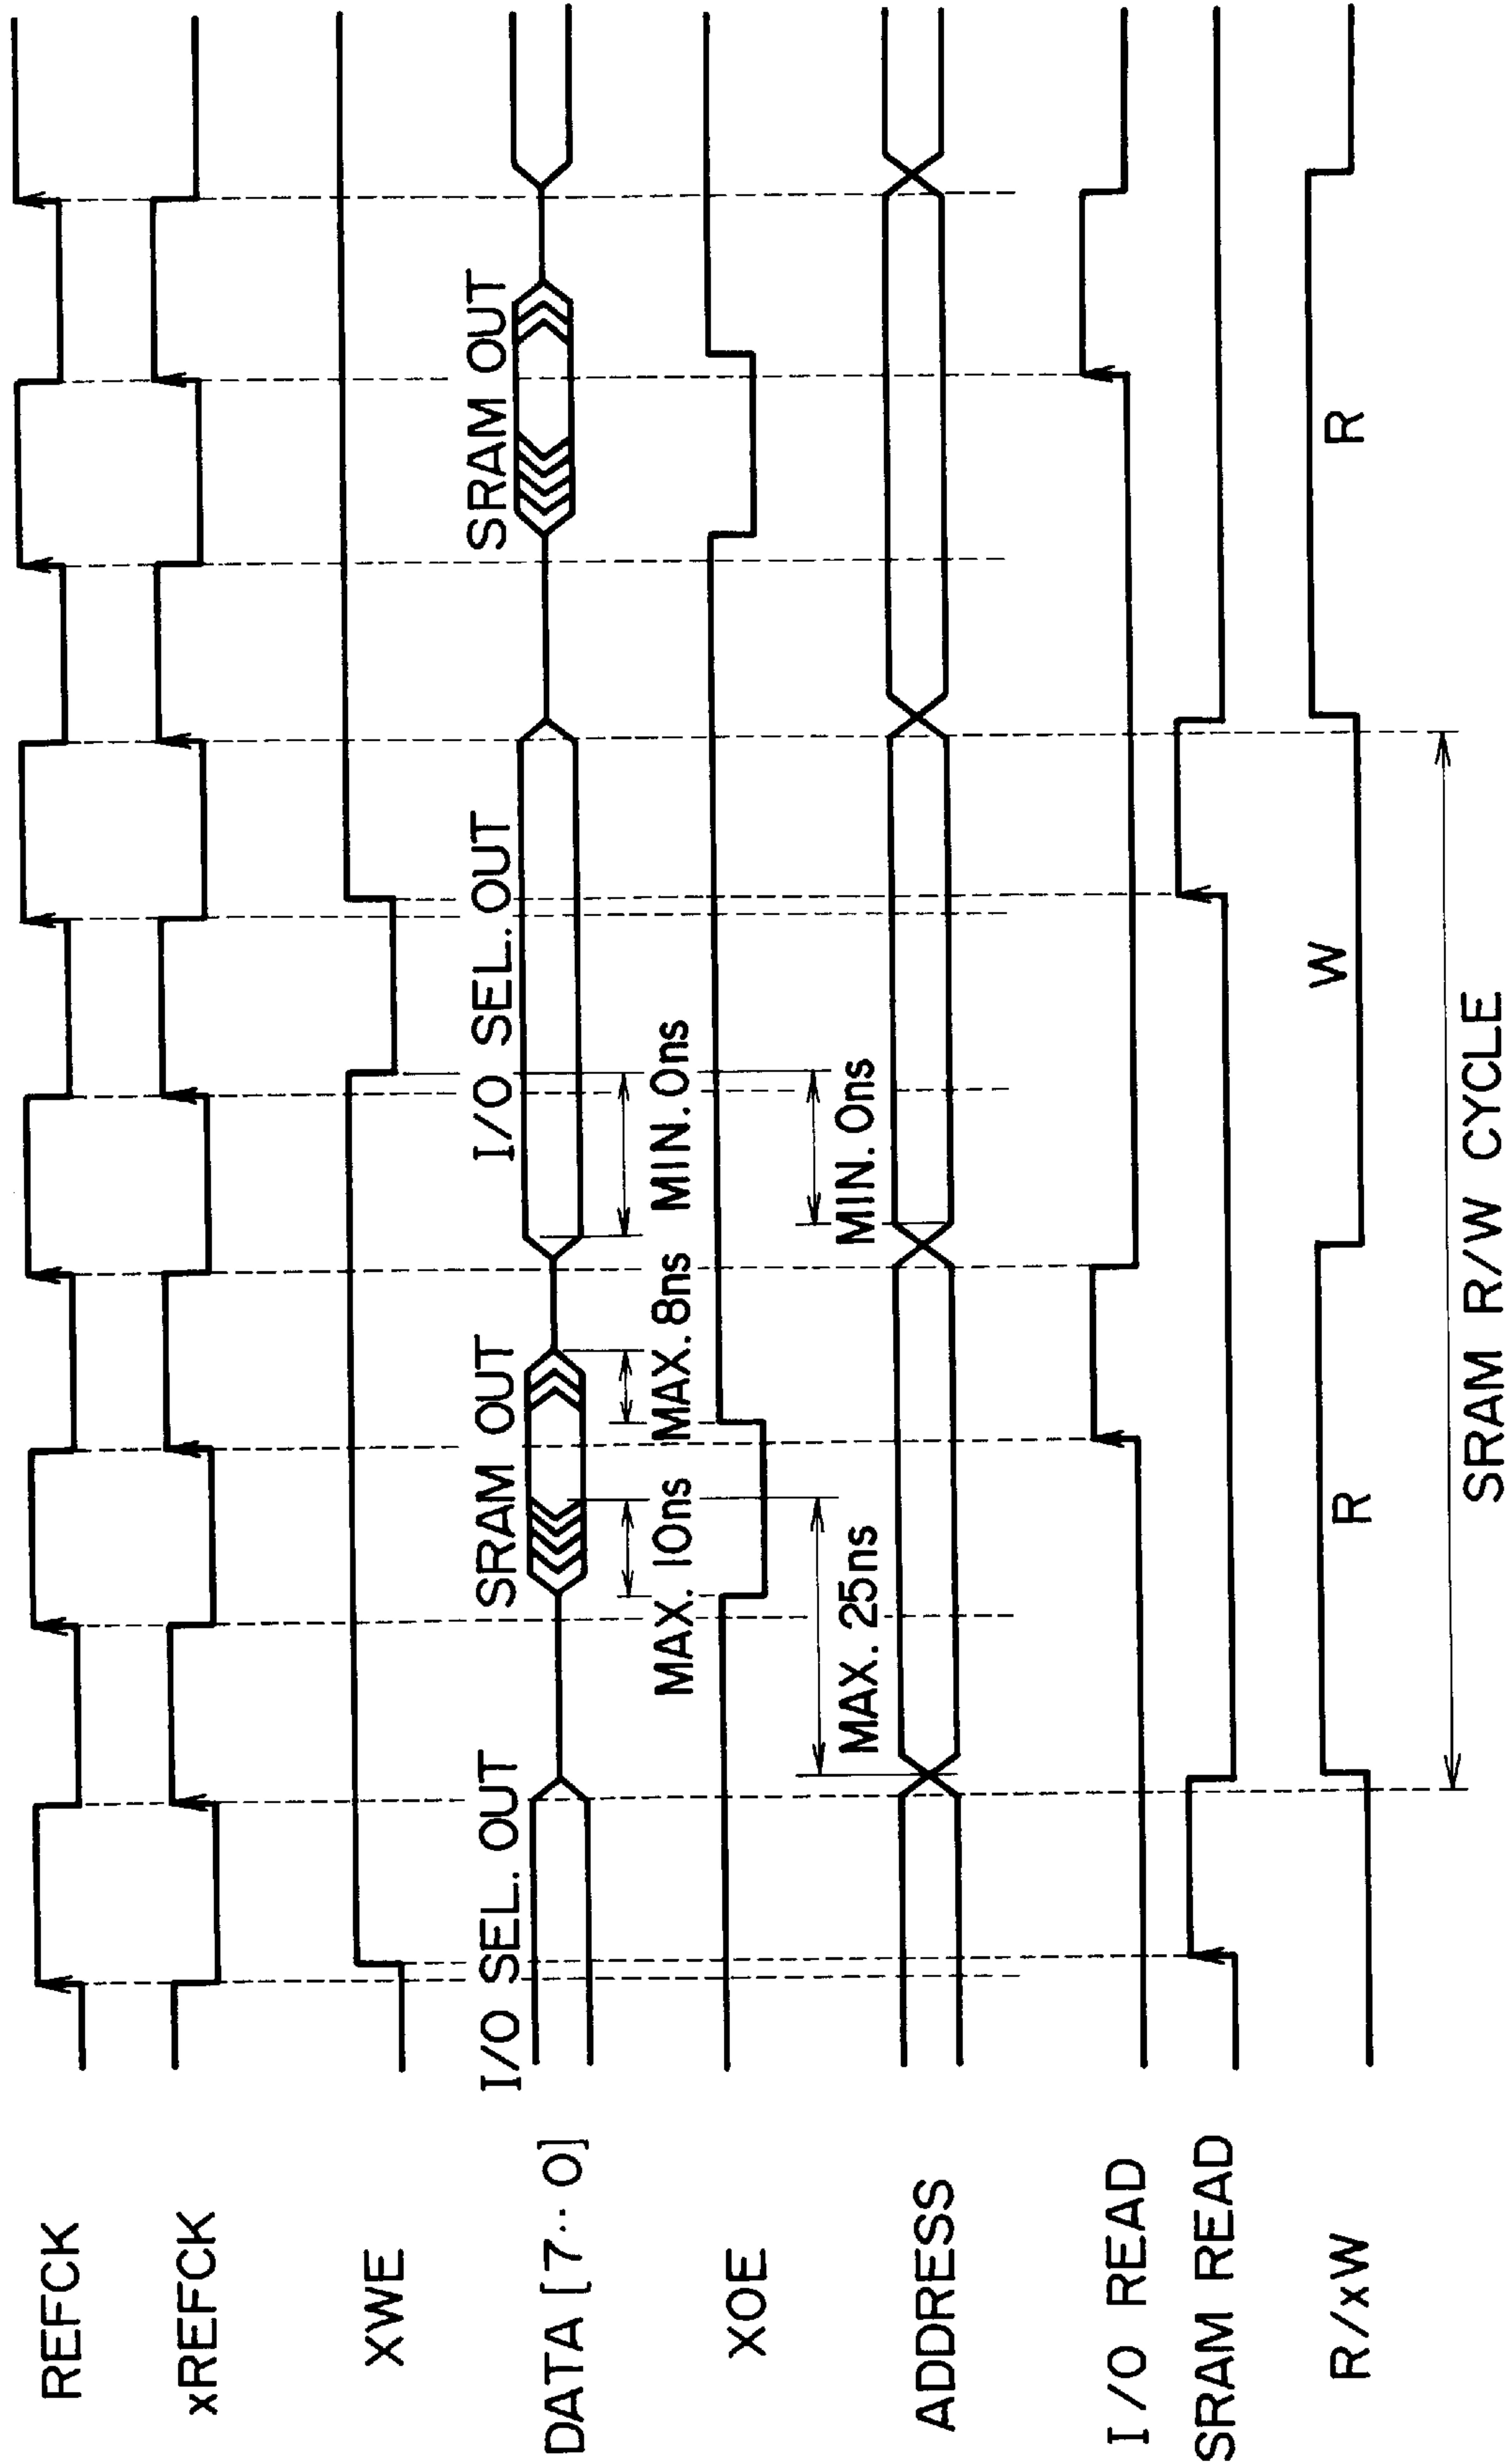 REFCK
xREFCK
XWE
I/O SEL. OUT
SRAM OUT
I/O SEL. OUT
SRAM OUT
DATA [7‥0]
MAX. 10ns
MAX. 8ns
MIN. 0ns
XOE
MAX. 25ns
MIN. 0ns
ADDRESS
I/O READ
SRAM READ
R/xW
R
W
R
SRAM R/W CYCLE